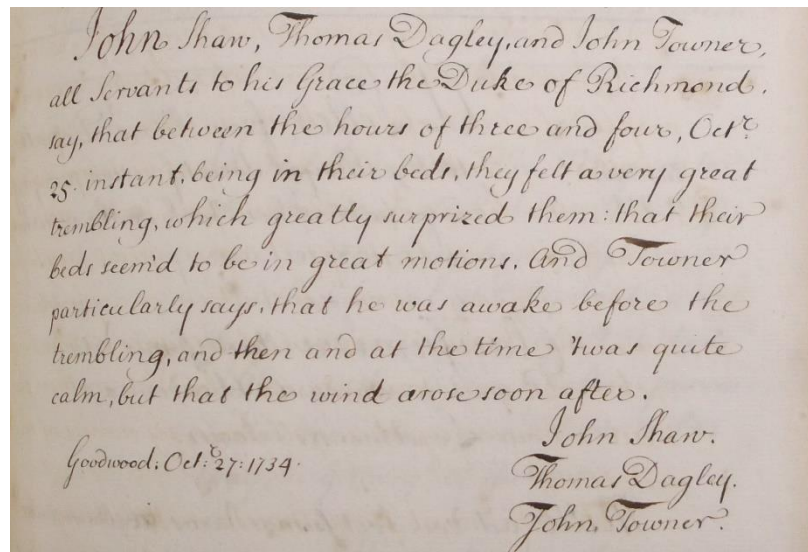 John Shaw, Thomas Dagley, and John Towner,
all Servants to his Grace the Duke of Richmond,
say, that between the hours of three and four, Octr.
25. instant, being in their beds, they felt a very great
trembling, which greatly surprized them: that their
beds seem'd to be in great motions. And Towner
particularly says, that he was awake before the
trembling, and then and at the time 'twas quite
calm, but that the wind arose soon after.
John Shaw.
Goodwood. Octr: 27: 1734.
Thomas Dagley.
John Towner.